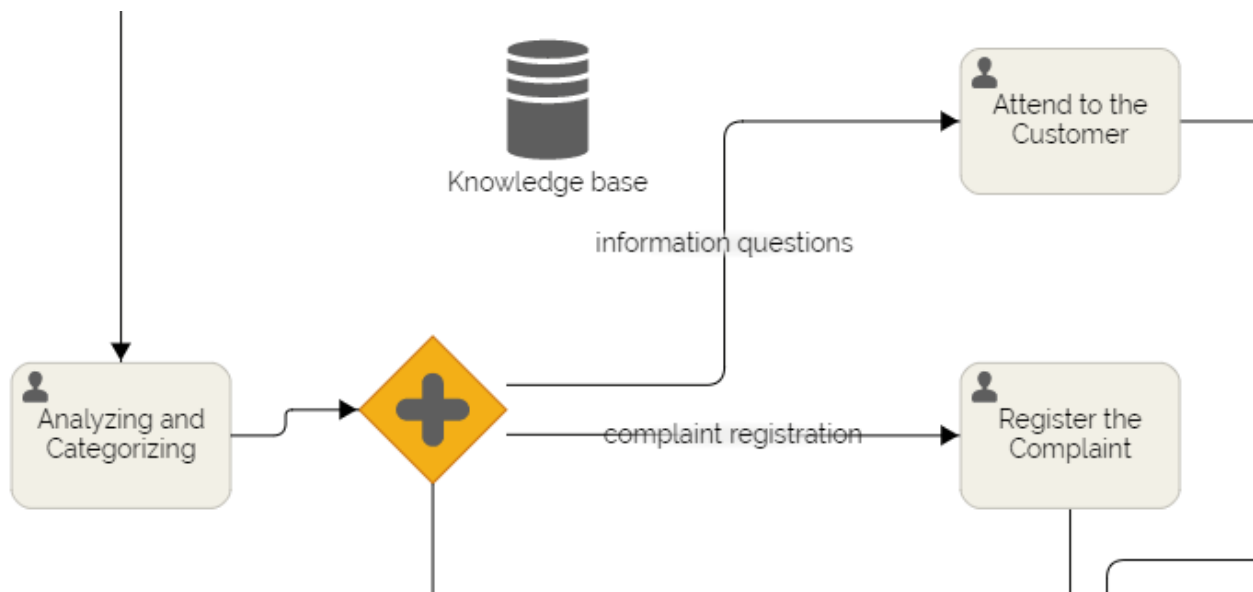 Attend to the
Customer
Knowledge base
information questions
Analyzing and
Categorizing
complaint registration
Register the
Complaint